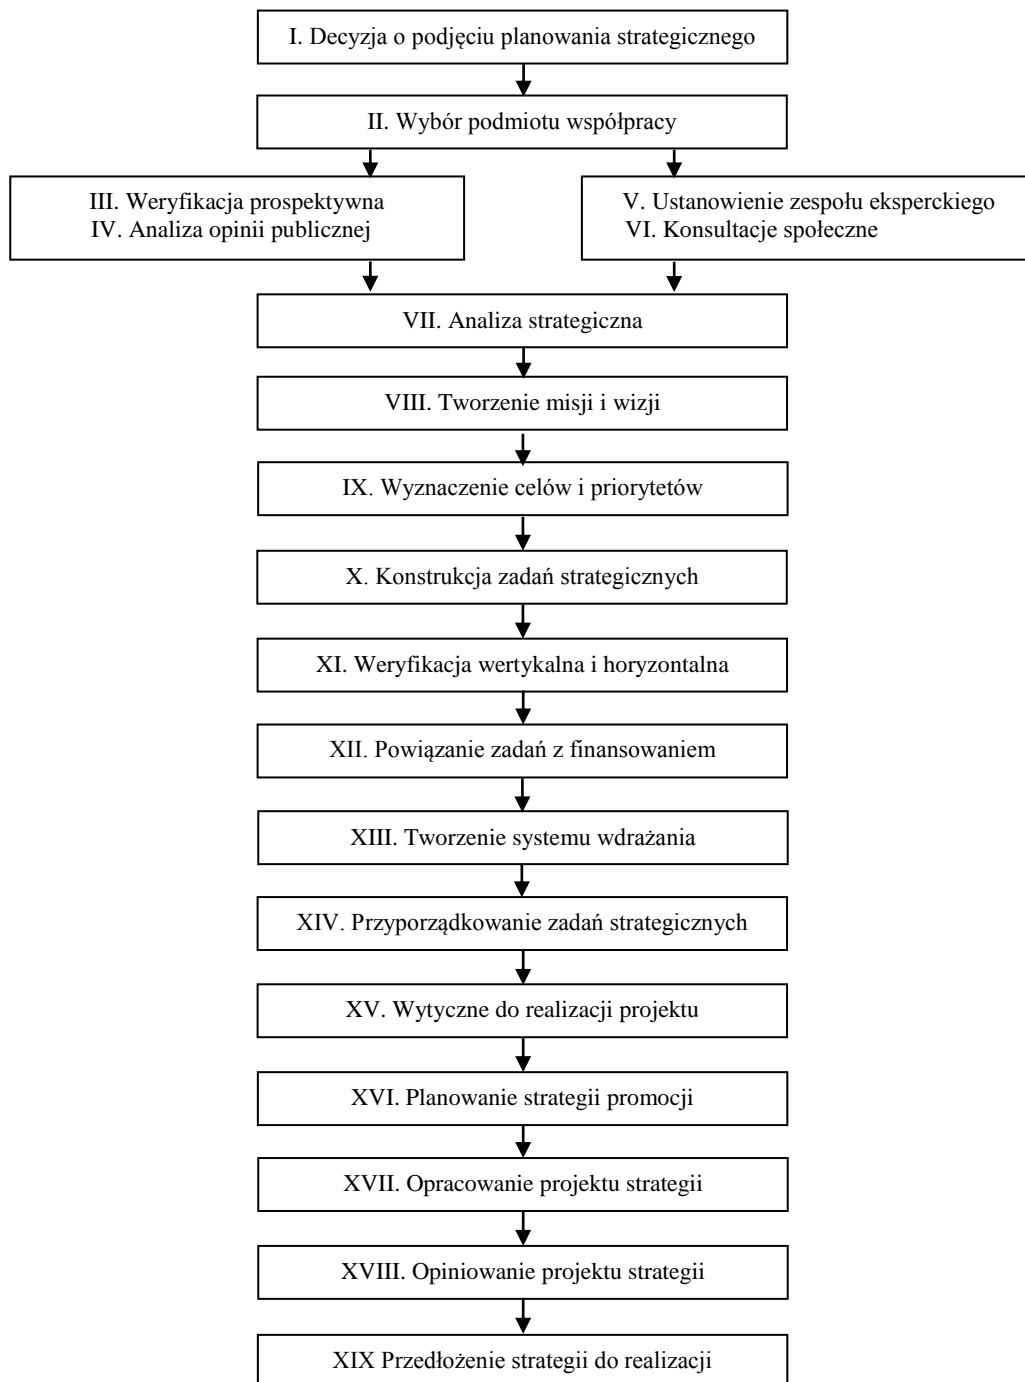 I. Decyzja o podjęciu planowania strategicznego
II. Wybór podmiotu współpracy
III. Weryfikacja prospektywna
IV. Analiza opinii publicznej
V. Ustanowienie zespołu eksperckiego
VI. Konsultacje społeczne
VII. Analiza strategiczna
VIII. Tworzenie misji i wizji
IX. Wyznaczenie celów i priorytetów
X. Konstrukcja zadań strategicznych
XI. Weryfikacja wertykalna i horyzontalna
XII. Powiązanie zadań z finansowaniem
XIII. Tworzenie systemu wdrażania
XIV. Przyporządkowanie zadań strategicznych
XV. Wytyczne do realizacji projektu
XVI. Planowanie strategii promocji
XVII. Opracowanie projektu strategii
XVIII. Opiniowanie projektu strategii
XIX Przedłożenie strategii do realizacji